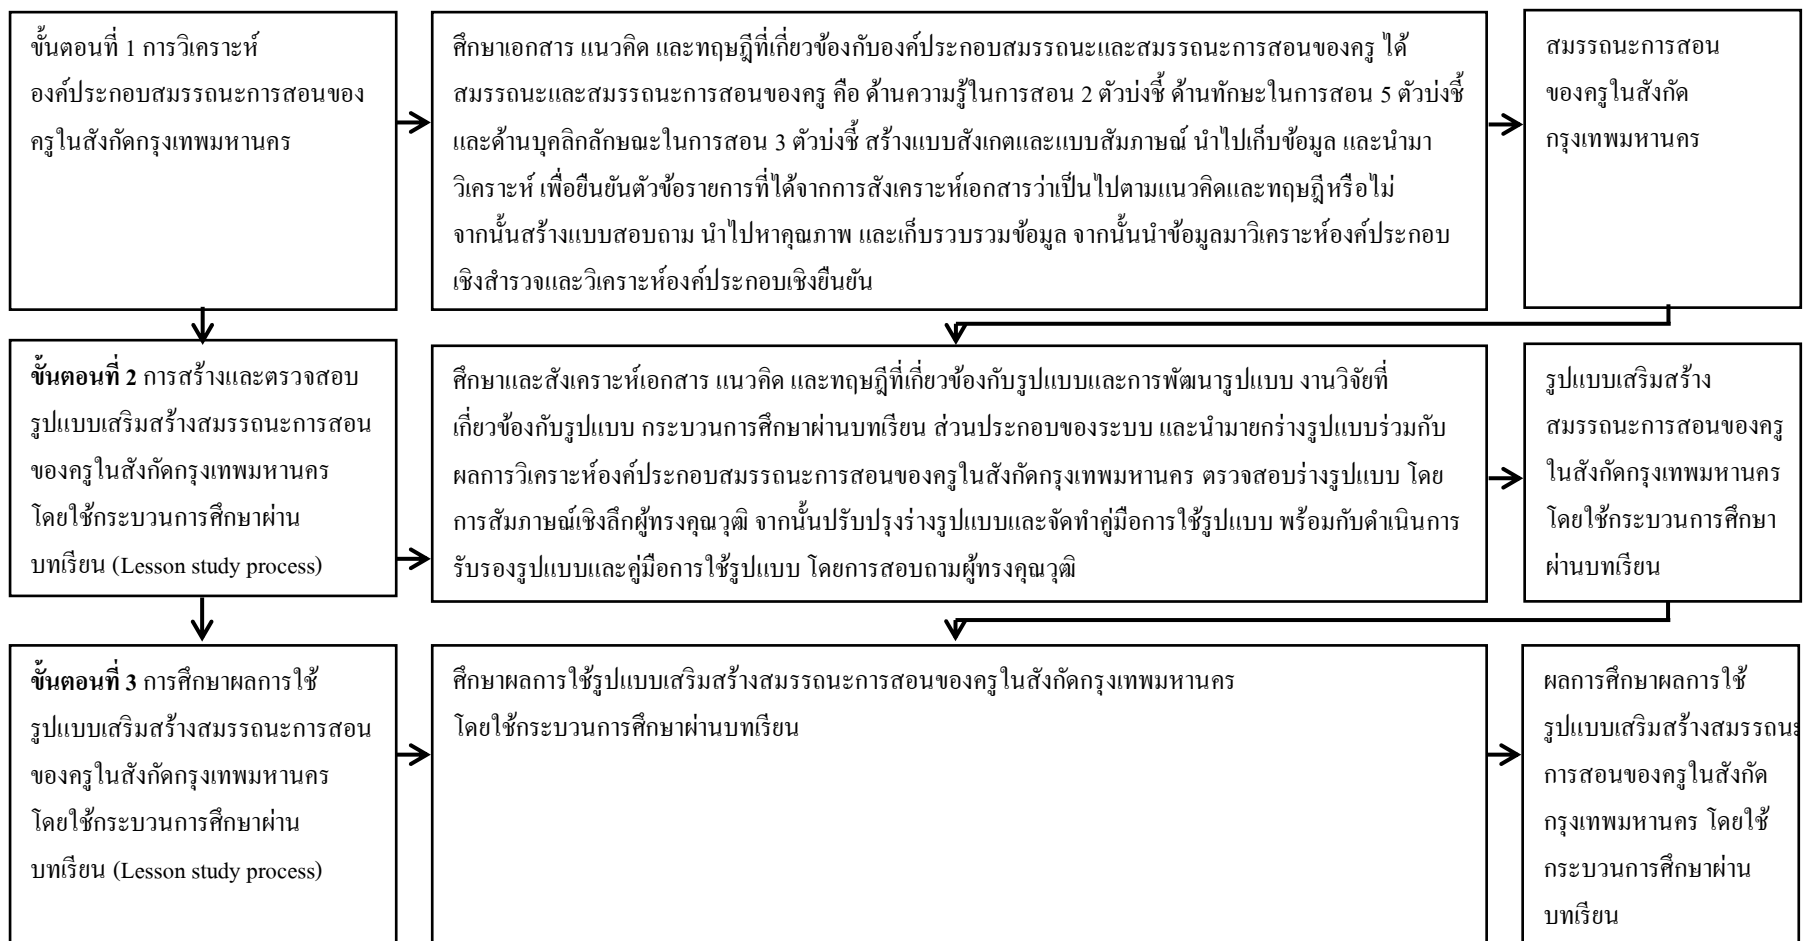 ขั้นตอนที่ 1 การวิเคราะห์
องค์ประกอบสมรรถนะการสอนของ
ครูในสังกัดกรุงเทพมหานคร
ศึกษาเอกสาร แนวคิด และทฤษฎีที่เกี่ยวข้องกับองค์ประกอบสมรรถนะและสมรรถนะการสอนของครู ได้
สมรรถนะและสมรรถนะการสอนของครู คือ ด้านความรู้ในการสอน 2 ตัวบ่งชี้ ด้านทักษะในการสอน 5 ตัวบ่งชี้
และด้านบุคลิกลักษณะในการสอน 3 ตัวบ่งชี้ สร้างแบบสังเกตและแบบสัมภาษณ์ นำไปเก็บข้อมูล และนำมา
วิเคราะห์ เพื่อยืนยันตัวข้อรายการที่ได้จากการสังเคราะห์เอกสารว่าเป็นไปตามแนวคิดและทฤษฎีหรือไม่
จากนั้นสร้างแบบสอบถาม นำไปหาคุณภาพ และเก็บรวบรวมข้อมูล จากนั้นนำข้อมูลมาวิเคราะห์องค์ประกอบ
เชิงสำรวจและวิเคราะห์องค์ประกอบเชิงยืนยัน
สมรรถนะการสอน
ของครูในสังกัด
กรุงเทพมหานคร
ขั้นตอนที่ 2 การสร้างและตรวจสอบ
รูปแบบเสริมสร้างสมรรถนะการสอน
ของครูในสังกัดกรุงเทพมหานคร
โดยใช้กระบวนการศึกษาผ่าน
บทเรียน (Lesson study process)
ศึกษาและสังเคราะห์เอกสาร แนวคิด และทฤษฎีที่เกี่ยวข้องกับรูปแบบและการพัฒนารูปแบบ งานวิจัยที่
เกี่ยวข้องกับรูปแบบ กระบวนการศึกษาผ่านบทเรียน ส่วนประกอบของระบบ และนำมายกร่างรูปแบบร่วมกับ
ผลการวิเคราะห์องค์ประกอบสมรรถนะการสอนของครูในสังกัดกรุงเทพมหานคร ตรวจสอบร่างรูปแบบ โดย
การสัมภาษณ์เชิงลึกผู้ทรงคุณวุฒิ จากนั้นปรับปรุงร่างรูปแบบและจัดทำคู่มือการใช้รูปแบบ พร้อมกับดำเนินการ
รับรองรูปแบบและคู่มือการใช้รูปแบบ โดยการสอบถามผู้ทรงคุณวุฒิ
รูปแบบเสริมสร้าง
สมรรถนะการสอนของครู
ในสังกัดกรุงเทพมหานคร
โดยใช้กระบวนการศึกษา
ผ่านบทเรียน
ขั้นตอนที่ 3 การศึกษาผลการใช้
รูปแบบเสริมสร้างสมรรถนะการสอน
ของครูในสังกัดกรุงเทพมหานคร
โดยใช้กระบวนการศึกษาผ่าน
บทเรียน (Lesson study process)
ศึกษาผลการใช้รูปแบบเสริมสร้างสมรรถนะการสอนของครูในสังกัดกรุงเทพมหานคร
โดยใช้กระบวนการศึกษาผ่านบทเรียน
ผลการศึกษาผลการใช้
รูปแบบเสริมสร้างสมรรถนะ
การสอนของครูในสังกัด
กรุงเทพมหานคร โดยใช้
กระบวนการศึกษาผ่าน
บทเรียน